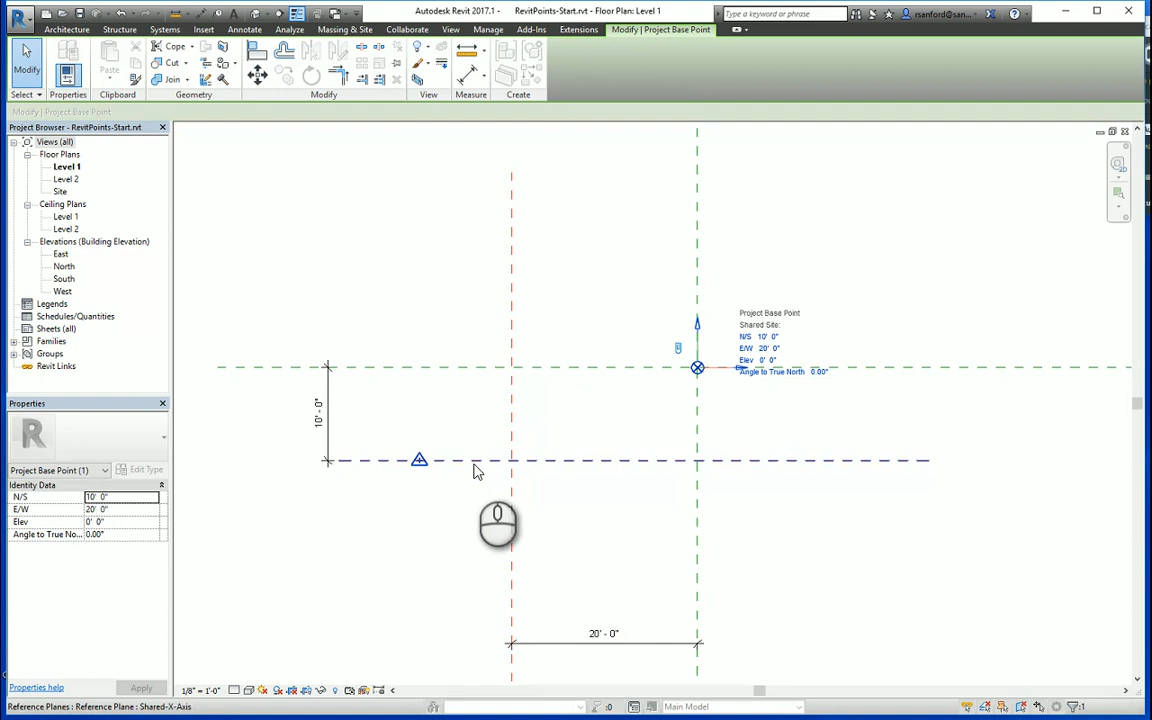 Autodesk Revit 2017.1 - RevitPoints-Start.rvt - Floor Plan: Level 1
Type a keyword or phrase
rsanford@san...
Architecture Structure Systems Insert Annotate Analyze Massing & Site Collaborate View Manage Add-Ins Extensions Modify | Project Base Point
Modify
Paste
Cope
Cut
Join
Select Properties Clipboard Geometry Modify View Measure Create
Modify | Project Base Point
Project Browser - RevitPoints-Start.rvt
Views (all)
Floor Plans
Level 1
Level 2
Site
Ceiling Plans
Level 1
Level 2
Elevations (Building Elevation)
East
North
South
West
Legends
Schedules/Quantities
Sheets (all)
Families
Groups
Revit Links
Properties
Project Base Point (1)
Edit Type
Identity Data
N/S 10' 0"
E/W 20' 0"
Elev 0' 0"
Angle to True No... 0.00°
Properties help
Apply
Project Base Point
Shared Site:
N/S 10' 0"
E/W 20' 0"
Elev 0' 0"
Angle to True North 0.00°
10' - 0"
20' - 0"
1/8" = 1'-0"
Reference Planes : Reference Plane : Shared-X-Axis
:0
Main Model
:1